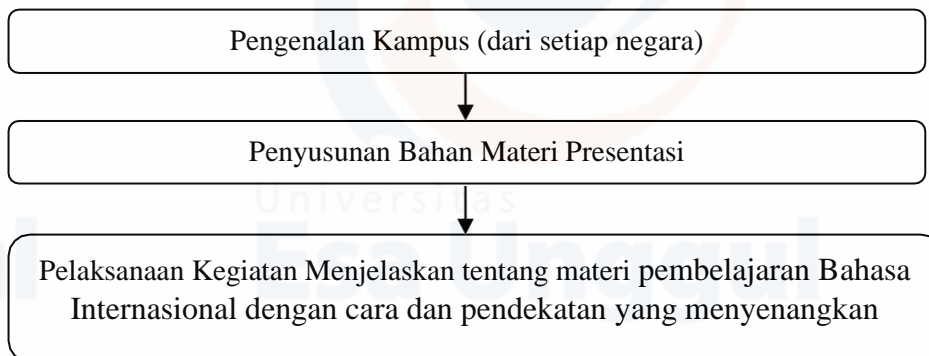 Pengenalan Kampus (dari setiap negara)
Penyusunan Bahan Materi Presentasi
Universitas
Esa Unggul
Pelaksanaan Kegiatan Menjelaskan tentang materi pembelajaran Bahasa
Internasional dengan cara dan pendekatan yang menyenangkan